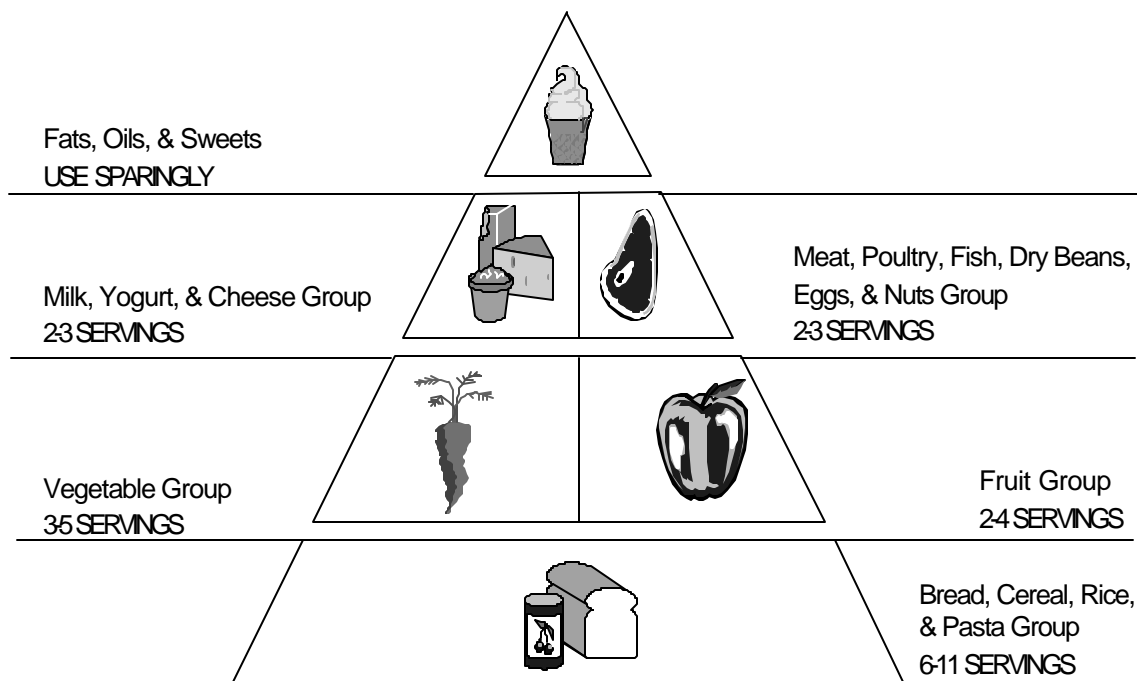 Fats, Oils, & Sweets
USE SPARINGLY
Milk, Yogurt, & Cheese Group
2-3 SERVINGS
Meat, Poultry, Fish, Dry Beans,
Eggs, & Nuts Group
2-3 SERVINGS
Vegetable Group
3-5 SERVINGS
Fruit Group
2-4 SERVINGS
Bread, Cereal, Rice,
& Pasta Group
6-11 SERVINGS